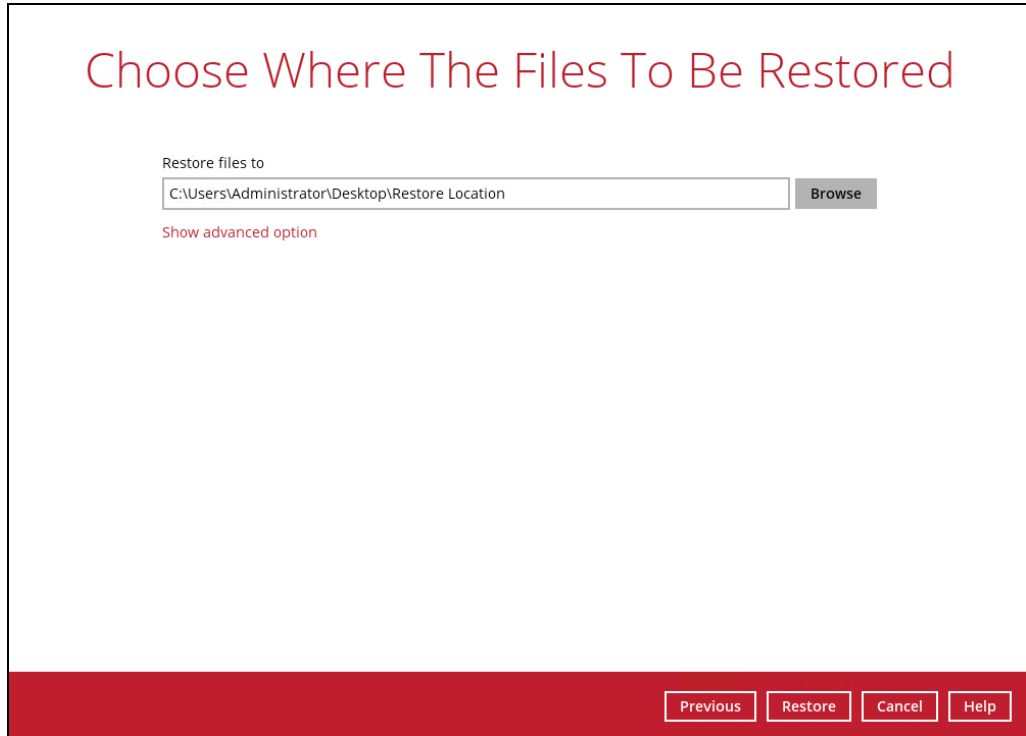 Choose Where The Files To Be Restored
Restore files to
C:\Users\Administrator\Desktop\Restore Location
Browse
Show advanced option
Previous
Restore
Cancel
Help